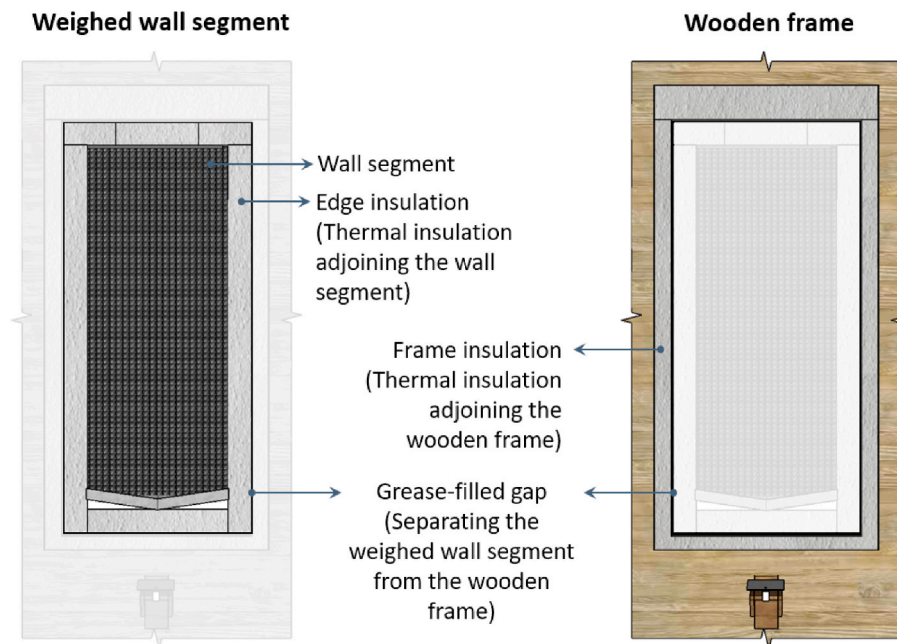 Weighed wall segment
Wooden frame
Wall segment
Edge insulation
(Thermal insulation
adjoining the wall
segment)
Frame insulation
(Thermal insulation
adjoining the
wooden frame)
Grease-filled gap
(Separating the
weighed wall segment
from the wooden
frame)